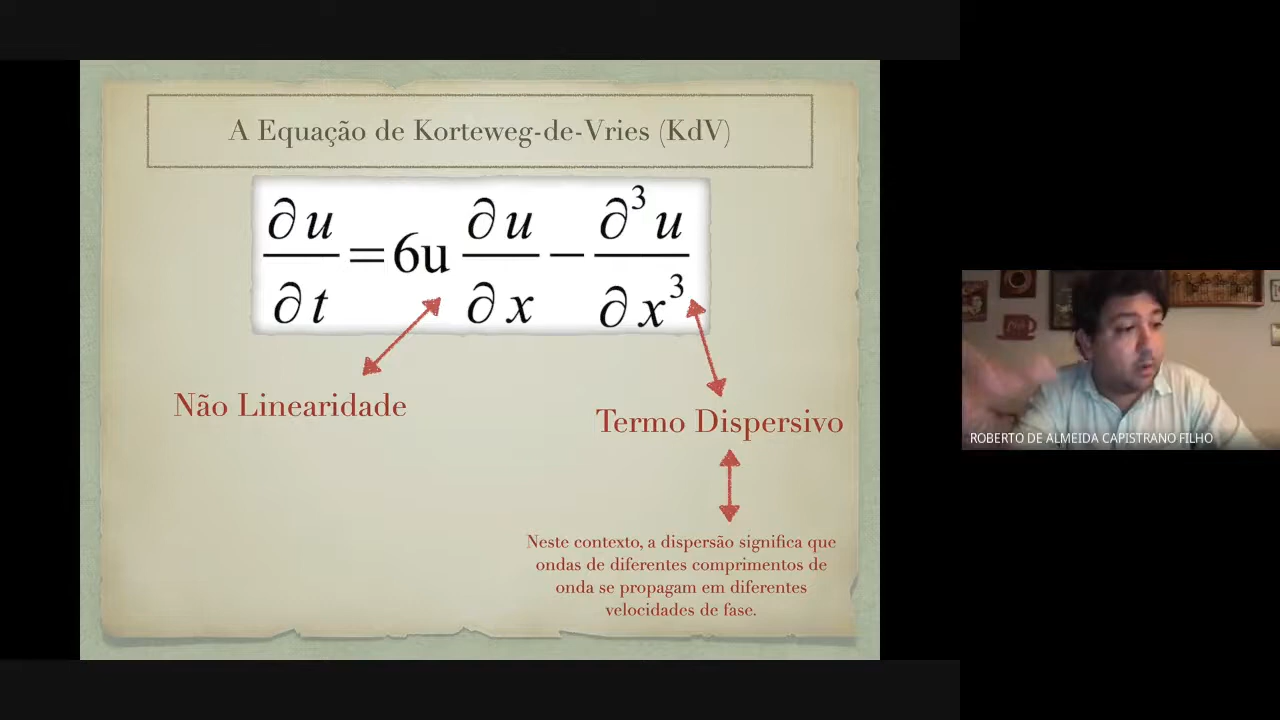 A Equação de Korteweg-de-Vries (KdV)
∂u/∂t = 6u ∂u/∂x − ∂³u/∂x³
Não Linearidade
Termo Dispersivo
Neste contexto, a dispersão significa que
ondas de diferentes comprimentos de
onda se propagam em diferentes
velocidades de fase.
ROBERTO DE ALMEIDA CAPISTRANO FILHO